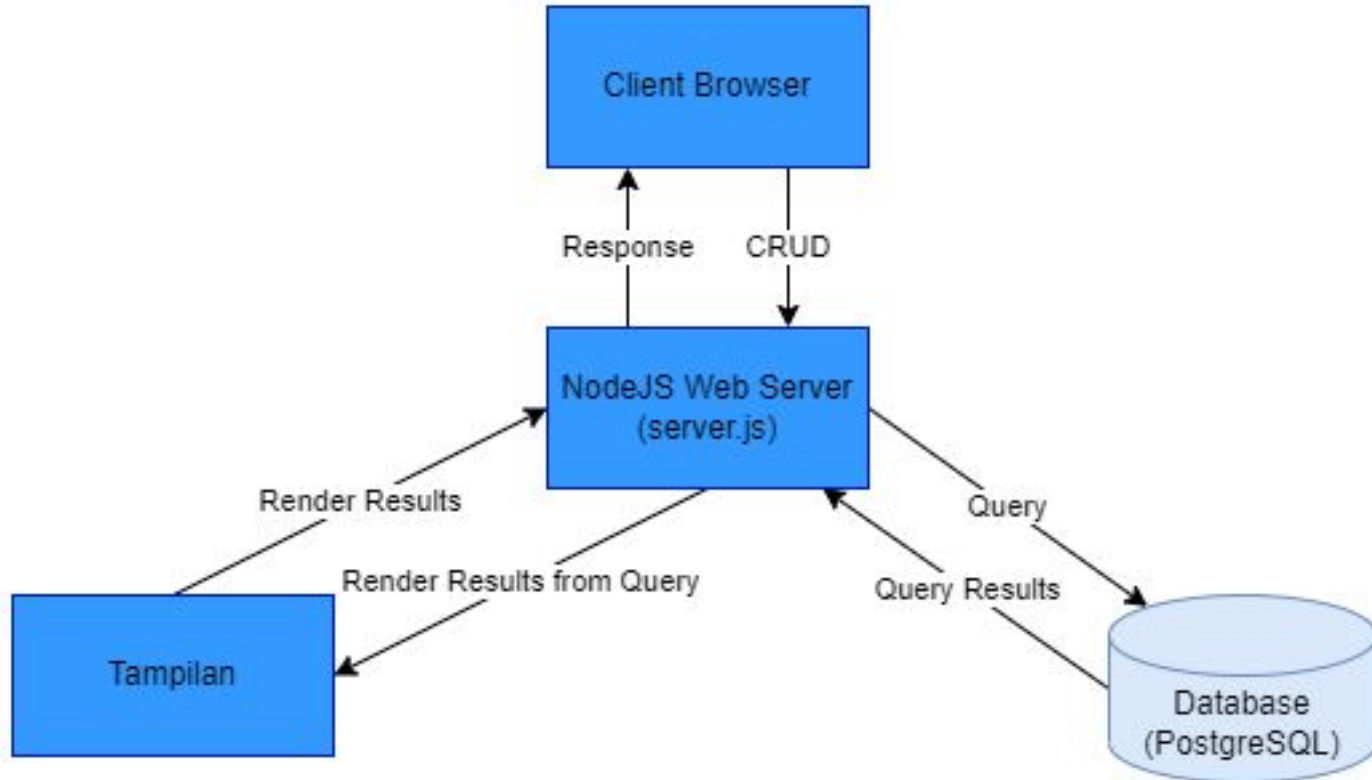 Client Browser
Response
CRUD
NodeJS Web Server
(server.js)
Render Results
Query
Render Results from Query
Query Results
Tampilan
Database
(PostgreSQL)